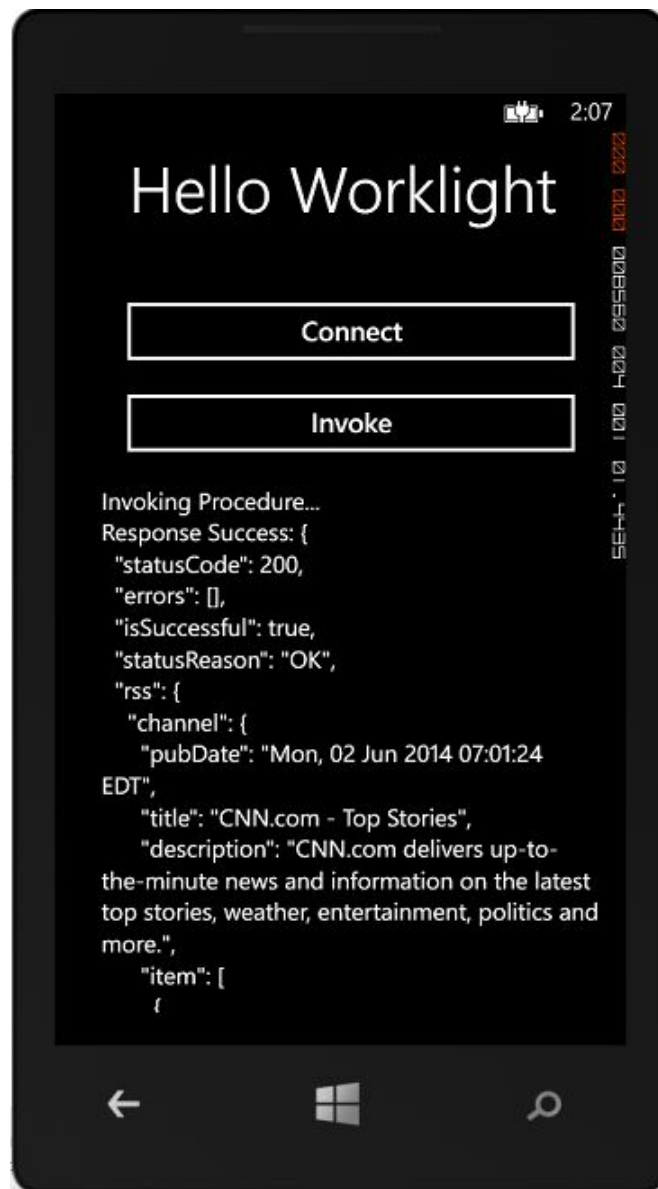 2:07
Hello Worklight
Connect
Invoke
Invoking Procedure...
Response Success: {
"statusCode": 200,
"errors": [],
"isSuccessful": true,
"statusReason": "OK",
"rss": {
"channel": {
"pubDate": "Mon, 02 Jun 2014 07:01:24
EDT",
"title": "CNN.com - Top Stories",
"description": "CNN.com delivers up-to-
the-minute news and information on the latest
top stories, weather, entertainment, politics and
more.",
"item": [
{